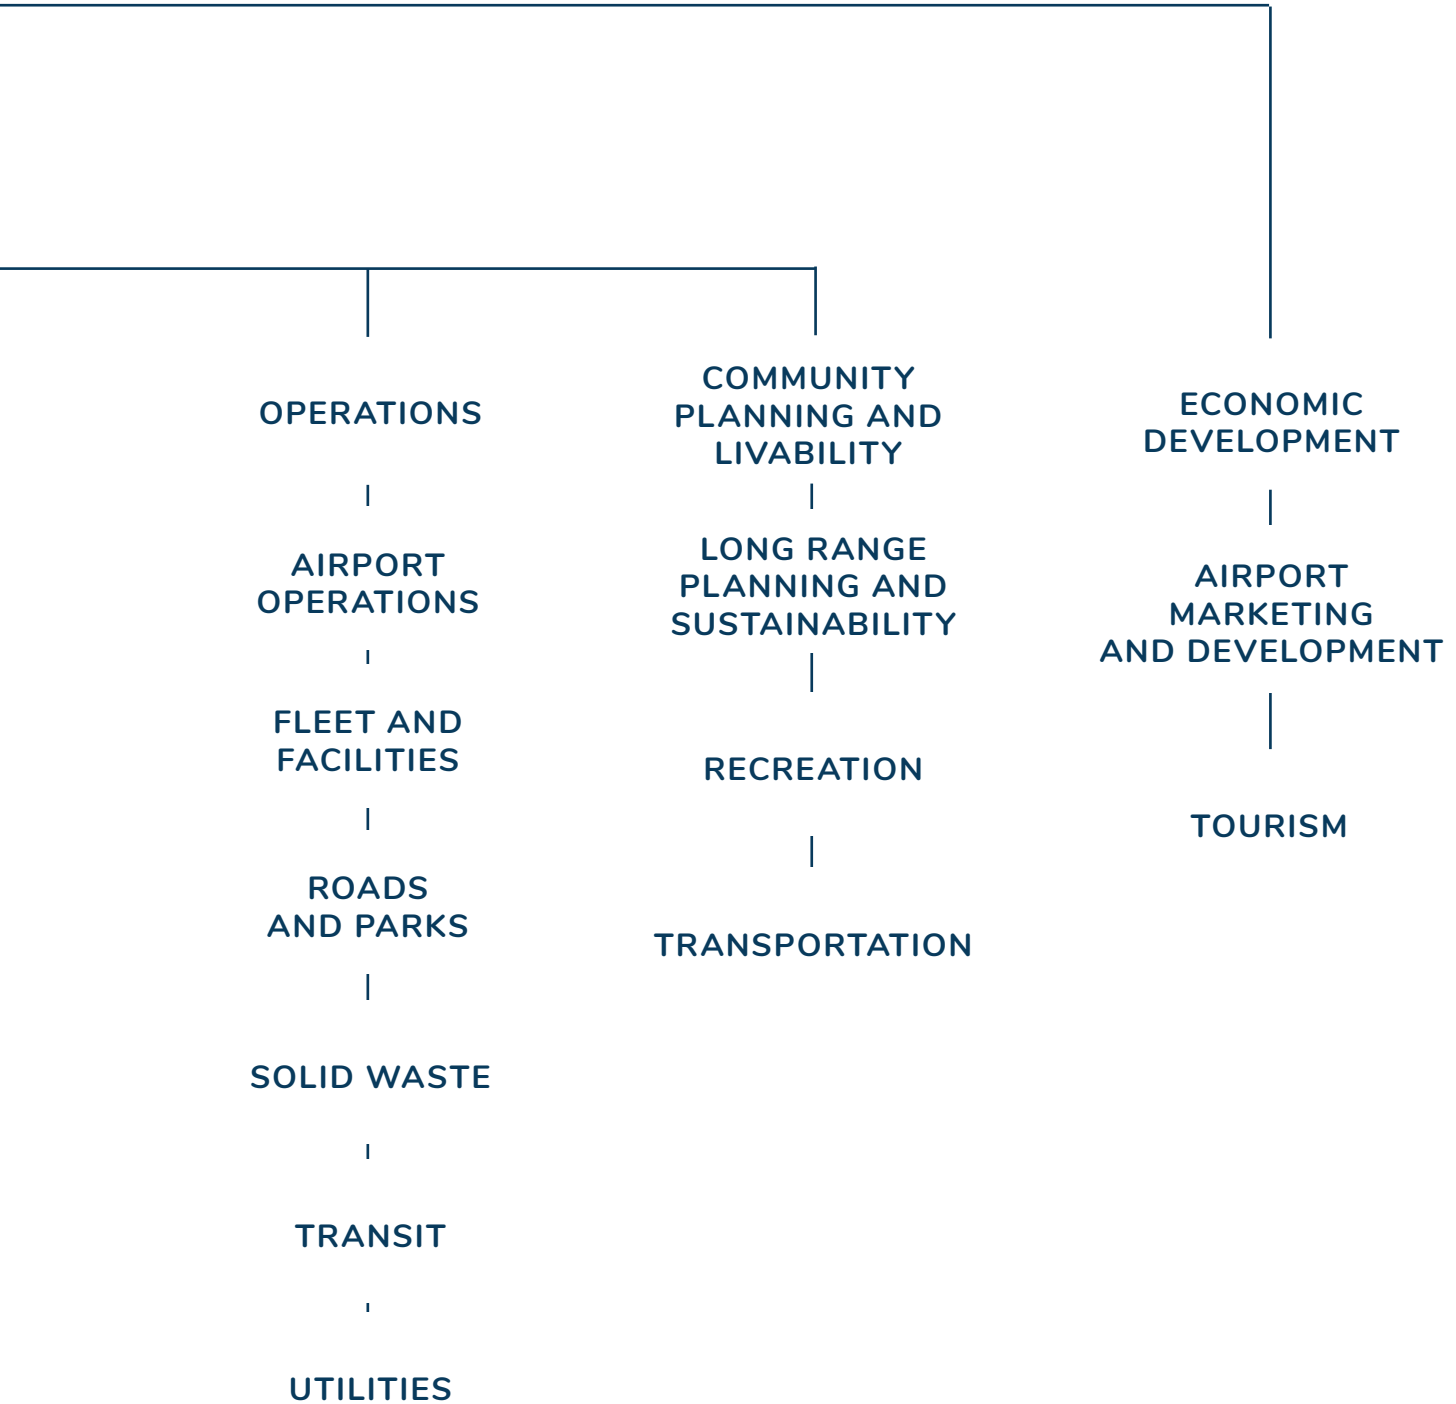 OPERATIONS
AIRPORT
OPERATIONS
FLEET AND
FACILITIES
ROADS
AND PARKS
SOLID WASTE
TRANSIT
UTILITIES
COMMUNITY
PLANNING AND
LIVABILITY
LONG RANGE
PLANNING AND
SUSTAINABILITY
RECREATION
TRANSPORTATION
ECONOMIC
DEVELOPMENT
AIRPORT
MARKETING
AND DEVELOPMENT
TOURISM